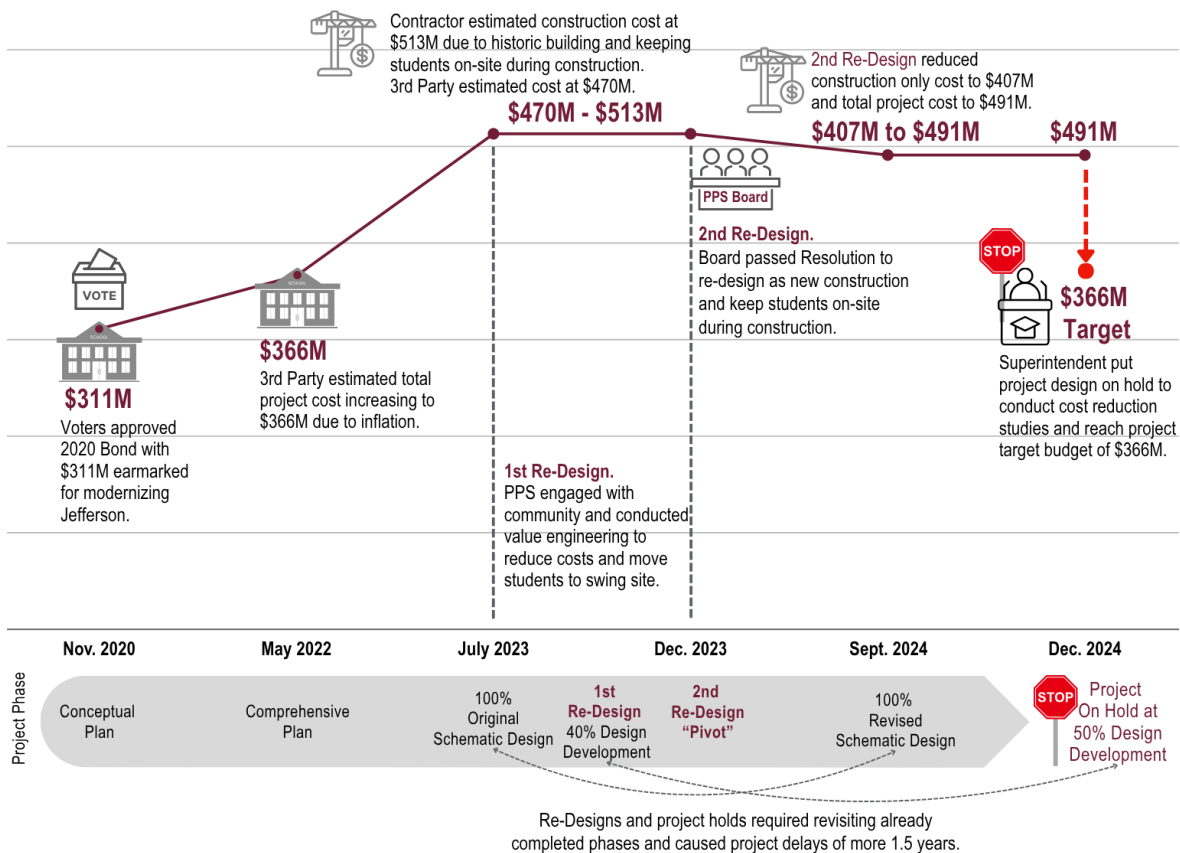 Contractor estimated construction cost at
$513M due to historic building and keeping
students on-site during construction.
3rd Party estimated cost at $470M.
$470M - $513M
2nd Re-Design reduced
construction only cost to $407M
and total project cost to $491M.
$407M to $491M
$491M
PPS Board
2nd Re-Design.
Board passed Resolution to
re-design as new construction
and keep students on-site
during construction.
STOP
$366M
Target
Superintendent put
project design on hold to
conduct cost reduction
studies and reach project
target budget of $366M.
VOTE
SCHOOL
$311M
Voters approved
2020 Bond with
$311M earmarked
for modernizing
Jefferson.
SCHOOL
$366M
3rd Party estimated total
project cost increasing to
$366M due to inflation.
1st Re-Design.
PPS engaged with
community and conducted
value engineering to
reduce costs and move
students to swing site.
Nov. 2020
May 2022
July 2023
Dec. 2023
Sept. 2024
Dec. 2024
Project Phase
Conceptual
Plan
Comprehensive
Plan
100%
Original
Schematic Design
1st
Re-Design
40% Design
Development
2nd
Re-Design
“Pivot”
100%
Revised
Schematic Design
STOP
Project
On Hold at
50% Design
Development
Re-Designs and project holds required revisiting already
completed phases and caused project delays of more 1.5 years.